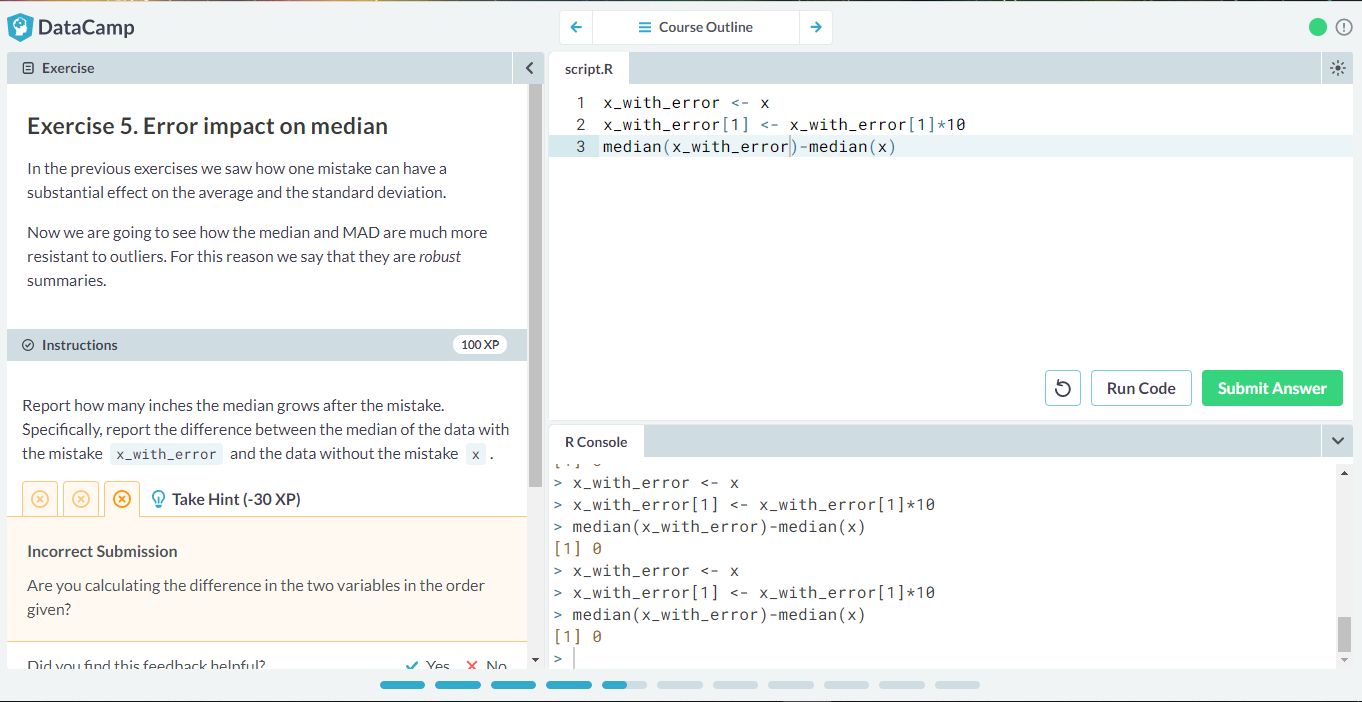 DataCamp
Course Outline
Exercise
Exercise 5. Error impact on median
In the previous exercises we saw how one mistake can have a
substantial effect on the average and the standard deviation.
Now we are going to see how the median and MAD are much more
resistant to outliers. For this reason we say that they are robust
summaries.
Instructions
100 XP
Report how many inches the median grows after the mistake.
Specifically, report the difference between the median of the data with
the mistake x_with_error and the data without the mistake x .
Take Hint (-30 XP)
Incorrect Submission
Are you calculating the difference in the two variables in the order
given?
Did you find this feedback helpful? Yes No
script.R
1 x_with_error <- x
2 x_with_error[1] <- x_with_error[1]*10
3 median(x_with_error)-median(x)
Run Code
Submit Answer
R Console
[1] 0
> x_with_error <- x
> x_with_error[1] <- x_with_error[1]*10
> median(x_with_error)-median(x)
[1] 0
> x_with_error <- x
> x_with_error[1] <- x_with_error[1]*10
> median(x_with_error)-median(x)
[1] 0
>